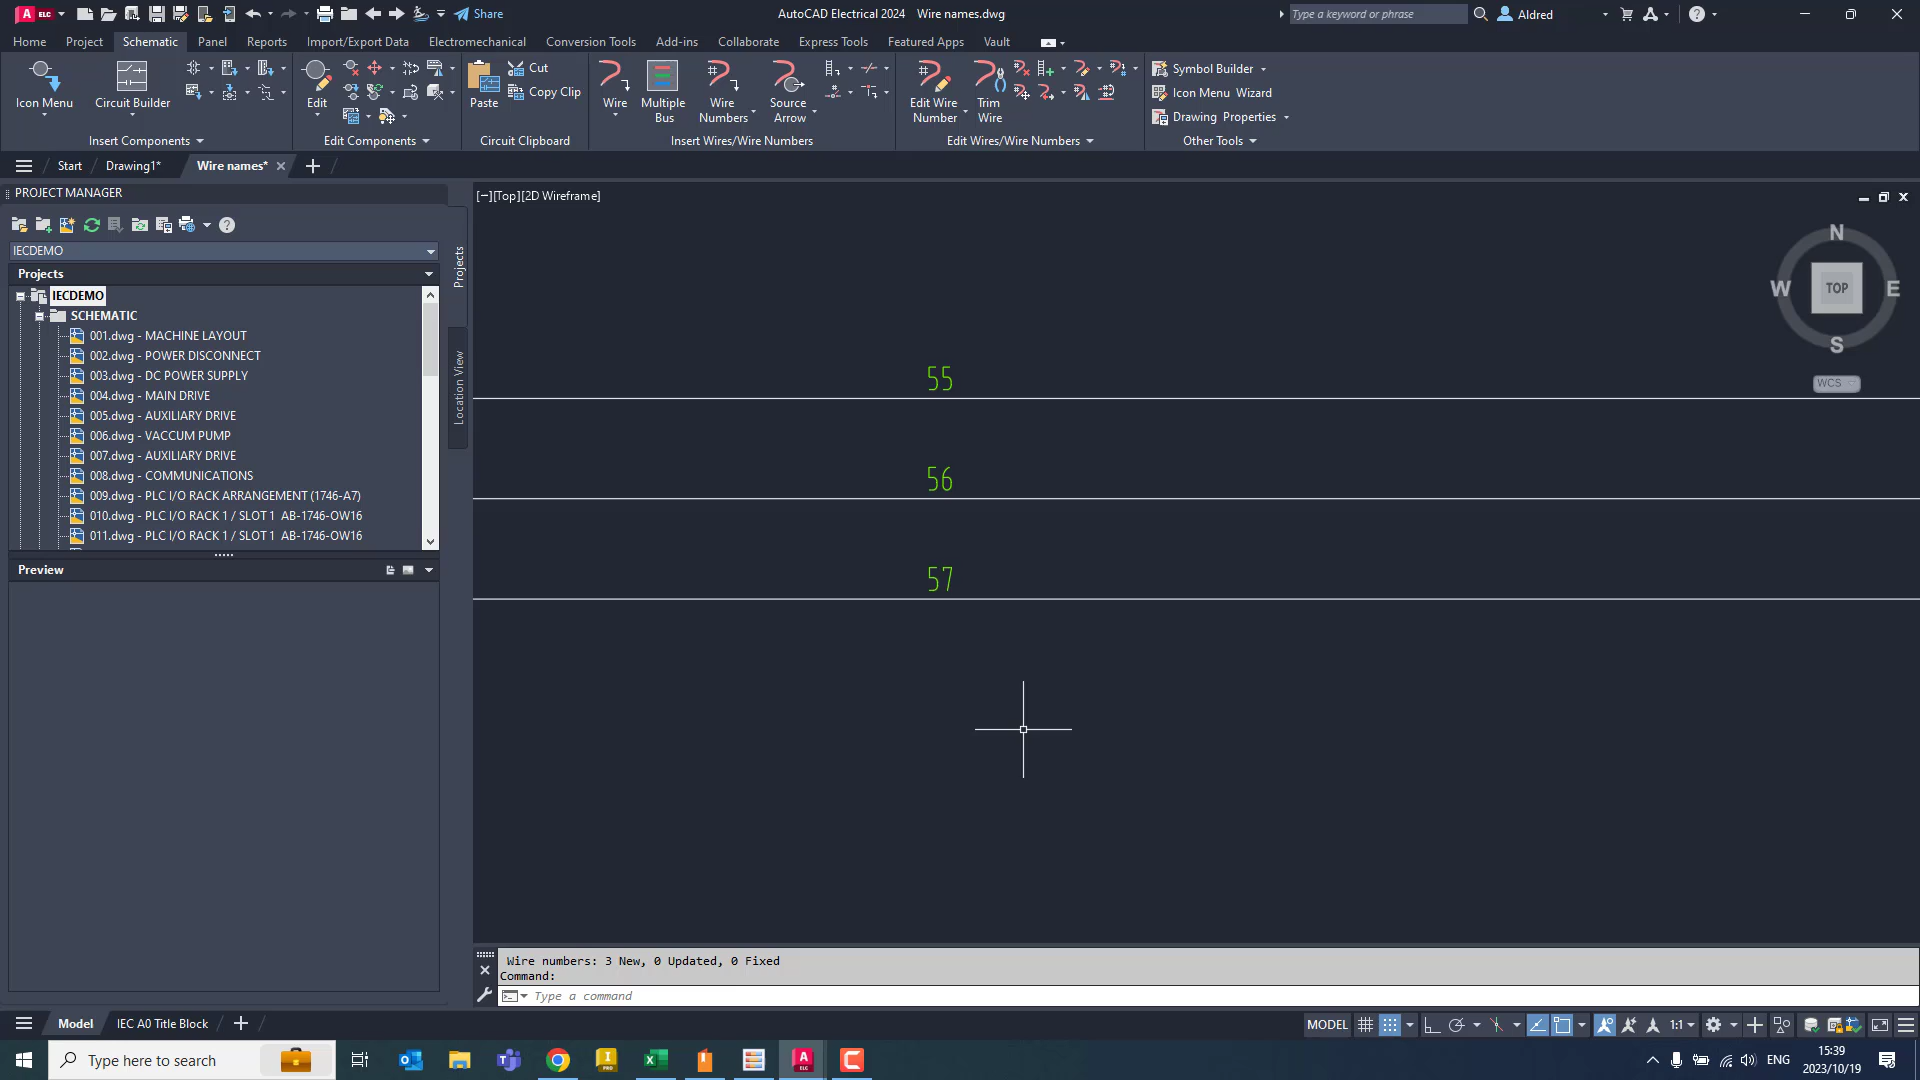 A ELC Share AutoCAD Electrical 2024 Wire names.dwg Type a keyword or phrase Aldred
Home Project Schematic Panel Reports Import/Export Data Electromechanical Conversion Tools Add-ins Collaborate Express Tools Featured Apps Vault
Icon Menu Circuit Builder Edit Paste Cut Copy Clip Wire Multiple Bus Wire Numbers Source Arrow Edit Wire Number Trim Wire Symbol Builder
Icon Menu Wizard
Drawing Properties
Insert Components Edit Components Circuit Clipboard Insert Wires/Wire Numbers Edit Wires/Wire Numbers Other Tools
Start Drawing1* Wire names*
PROJECT MANAGER
[−][Top][2D Wireframe]
IECDEMO
Projects
IECDEMO
SCHEMATIC
001.dwg - MACHINE LAYOUT
002.dwg - POWER DISCONNECT
003.dwg - DC POWER SUPPLY
004.dwg - MAIN DRIVE
005.dwg - AUXILIARY DRIVE
006.dwg - VACCUM PUMP
007.dwg - AUXILIARY DRIVE
008.dwg - COMMUNICATIONS
009.dwg - PLC I/O RACK ARRANGEMENT (1746-A7)
010.dwg - PLC I/O RACK 1 / SLOT 1 AB-1746-OW16
011.dwg - PLC I/O RACK 1 / SLOT 1 AB-1746-OW16
Preview
Projects
Location View
N
W TOP E
S
WCS
55
56
57
Wire numbers: 3 New, 0 Updated, 0 Fixed
Command:
Type a command
Model IEC A0 Title Block MODEL 1:1
Type here to search
A ELC
I PRO
ENG
15:39
2023/10/19